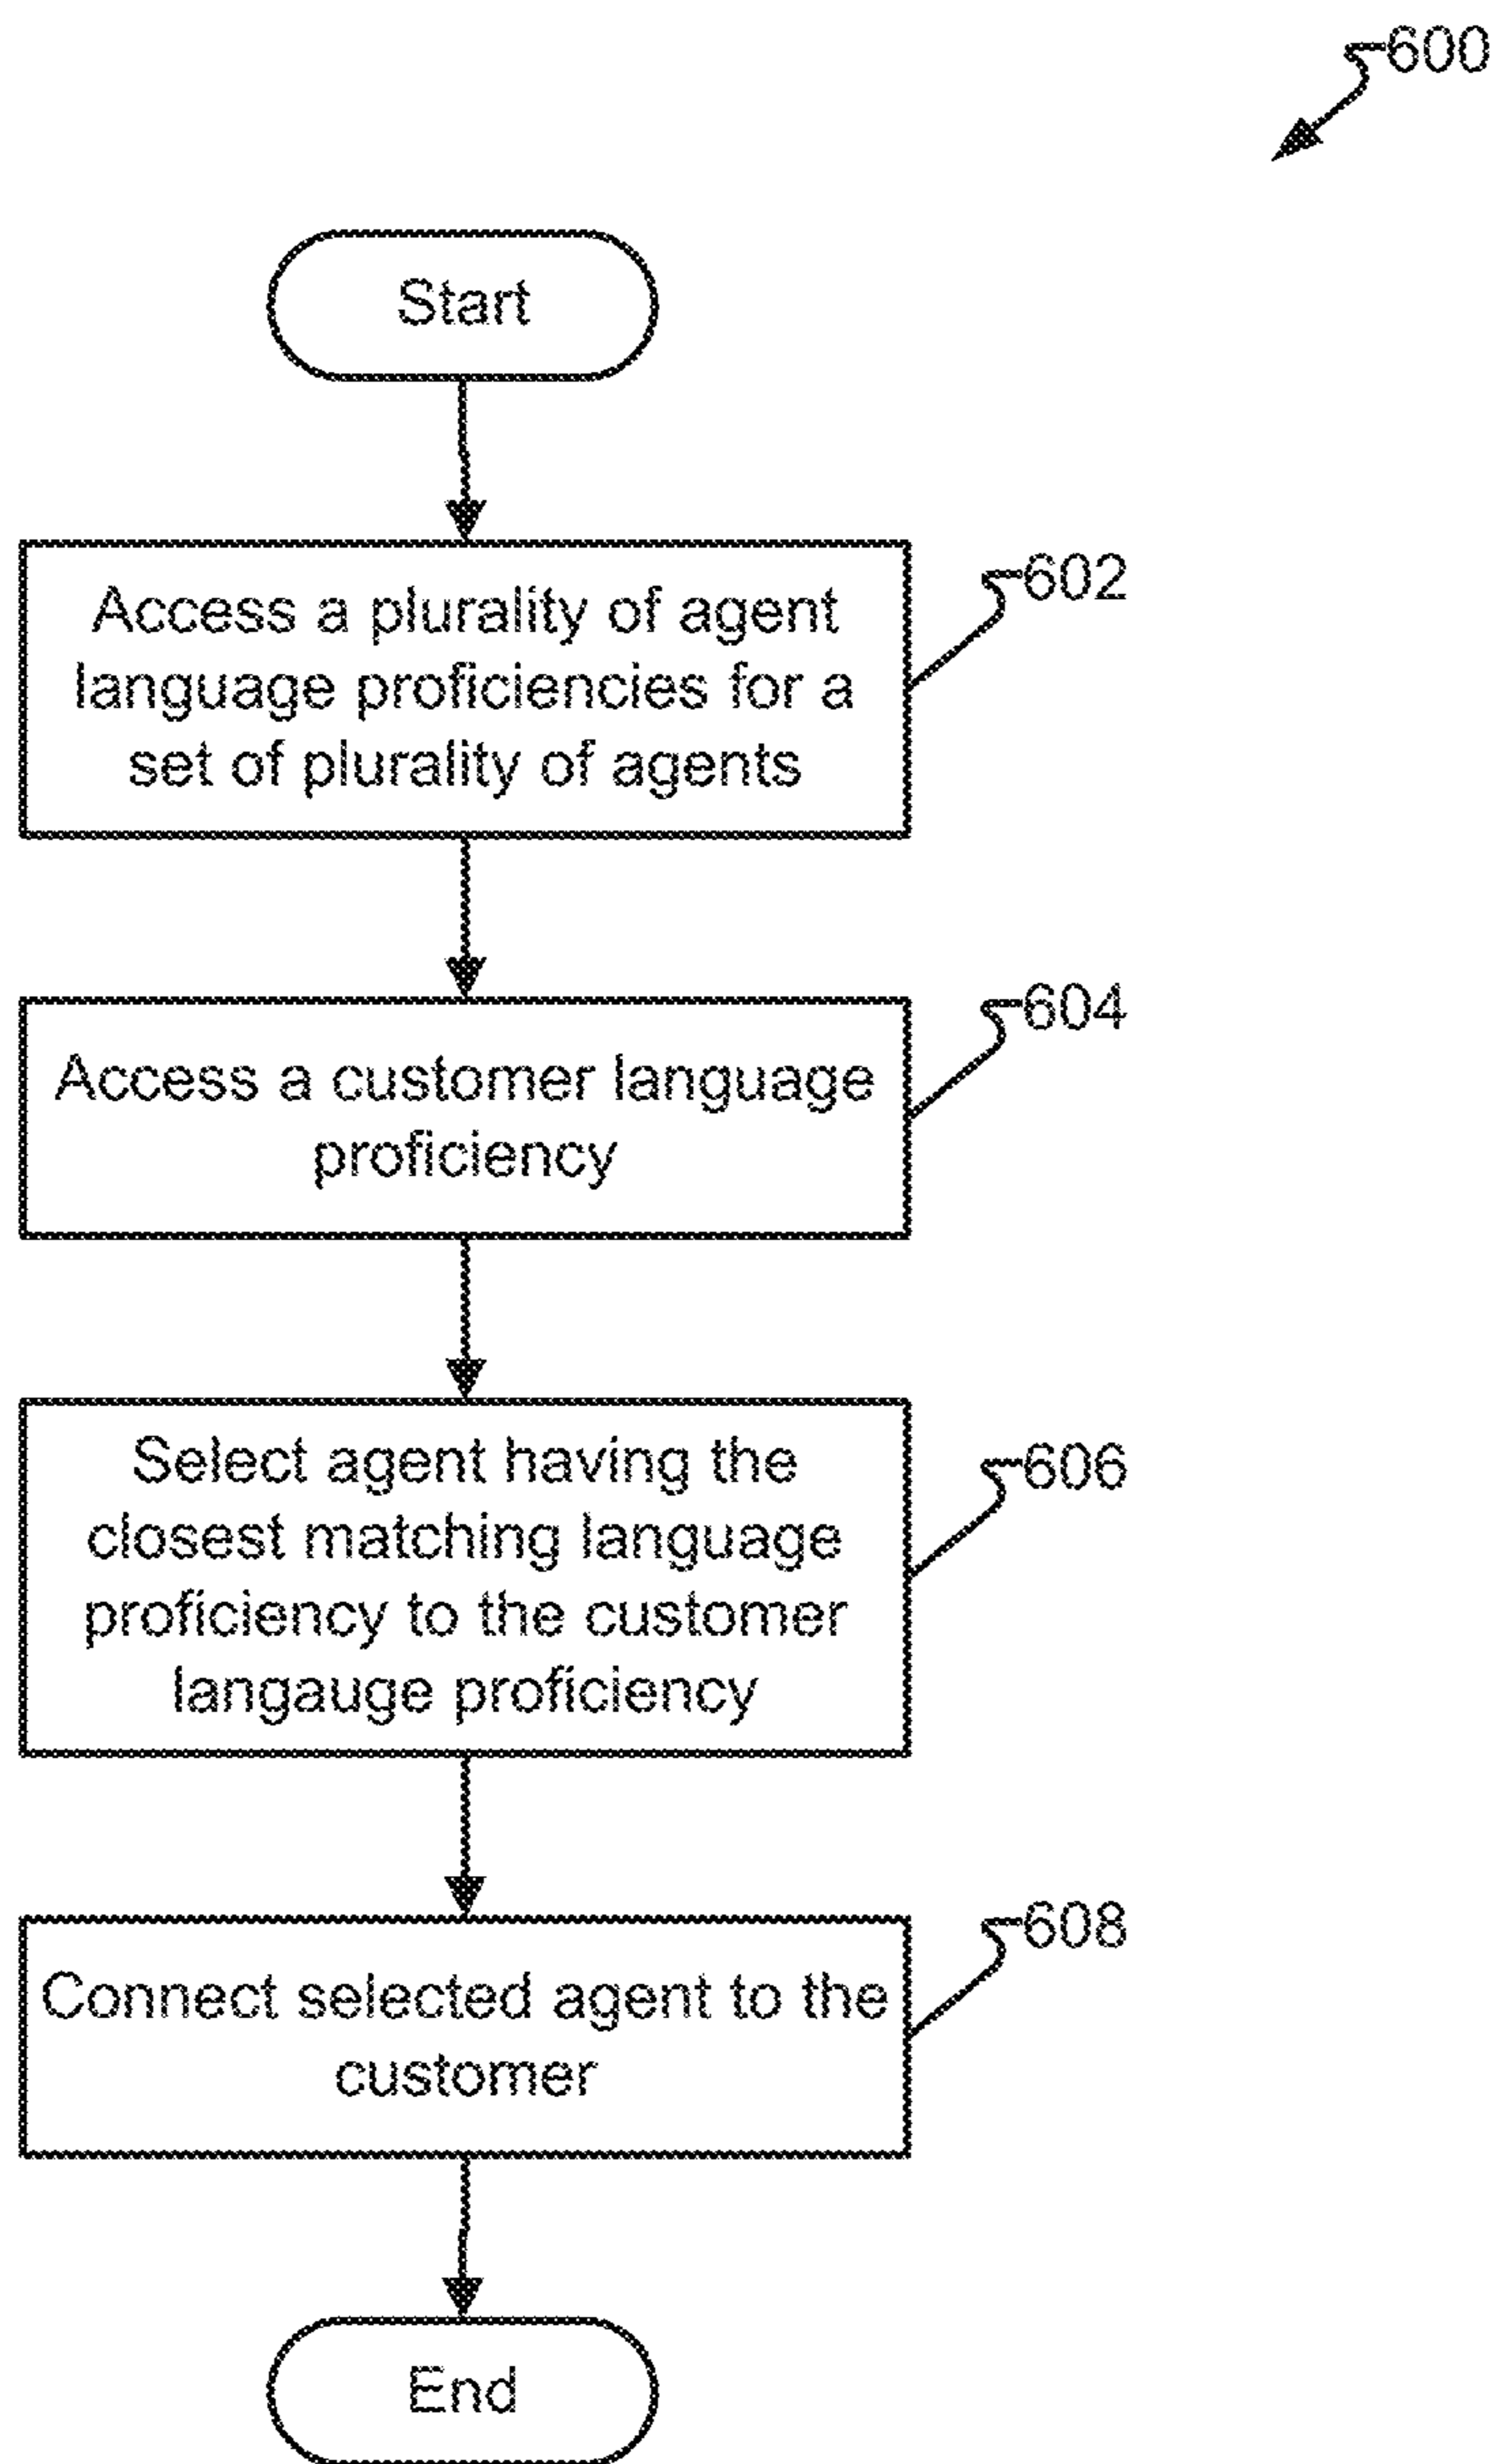 600
Start
Access a plurality of agent
language proficiencies for a
set of plurality of agents
602
Access a customer language
proficiency
604
Select agent having the
closest matching language
proficiency to the customer
langauge proficiency
606
Connect selected agent to the
customer
608
End